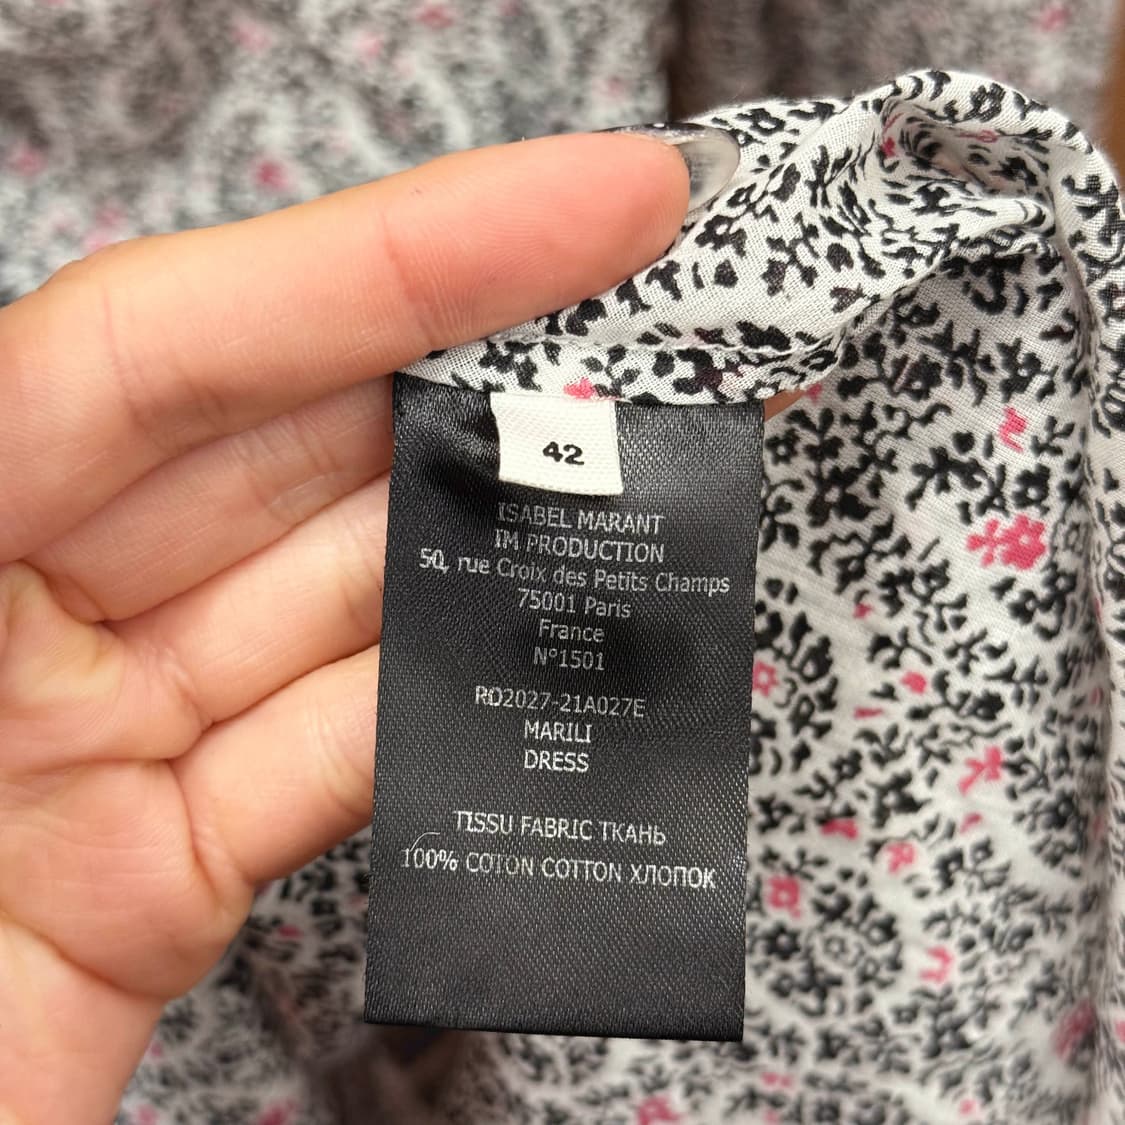 42
ISABEL MARANT
IM PRODUCTION
50, rue Croix des Petits Champs
75001 Paris
France
N°1501
RO2027-21A027E
MARILI
DRESS
TISSU FABRIC ТКАНЬ
100% COTON COTTON ХЛОПОК